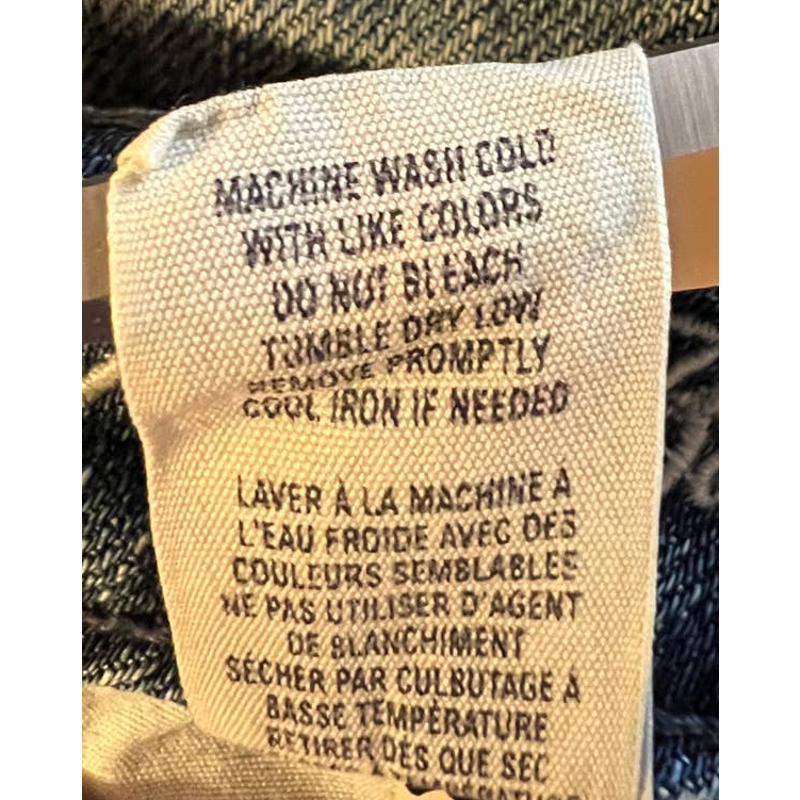 MACHINE WASH COLD
WITH LIKE COLORS
DO NOT BLEACH
TUMBLE DRY LOW
REMOVE PROMPTLY
COOL IRON IF NEEDED
LAVER À LA MACHINE À
L'EAU FROIDE AVEC DES
COULEURS SEMBLABLES
NE PAS UTILISER D'AGENT
DE BLANCHIMENT
SÉCHER PAR CULBUTAGE À
BASSE TEMPÉRATURE
RETIRER DÈS QUE SEC
TEMPÉRATURE